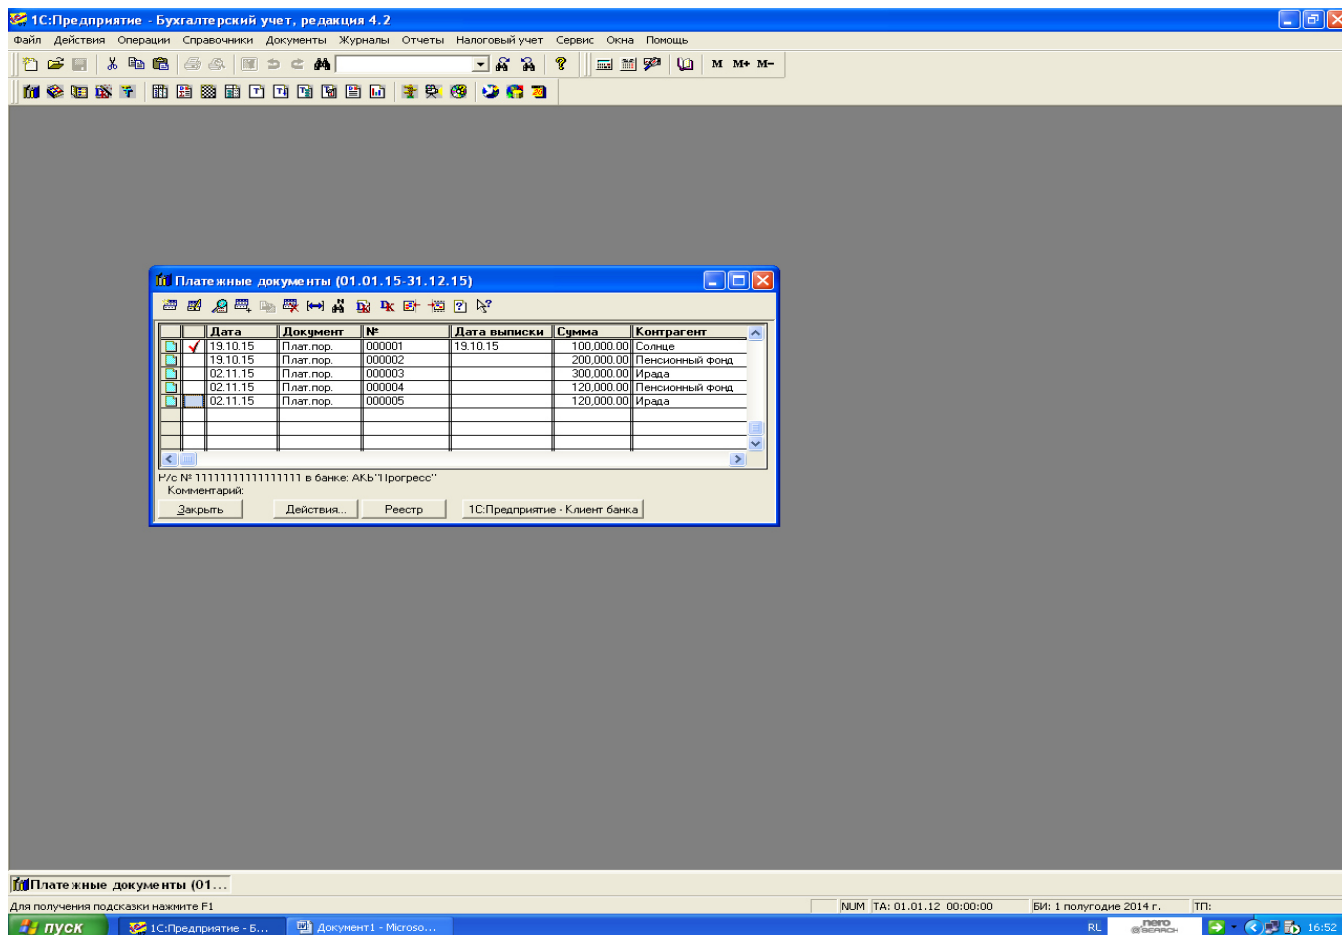 1С:Предприятие - Бухгалтерский учет, редакция 4.2
Файл Действия Операции Справочники Документы Журналы Отчеты Налоговый учет Сервис Окна Помощь
M M+ M-
Платежные документы (01.01.15-31.12.15)
Дата Документ № Дата выписки Сумма Контрагент
19.10.15 Плат.пор. 000001 19.10.15 100,000.00 Солнце
19.10.15 Плат.пор. 000002 200,000.00 Пенсионный фонд
02.11.15 Плат.пор. 000003 300,000.00 Ирада
02.11.15 Плат.пор. 000004 120,000.00 Пенсионный фонд
02.11.15 Плат.пор. 000005 120,000.00 Ирада
Р/с № 11111111111111111 в банке: АКБ"Прогресс"
Комментарий:
Закрыть Действия... Реестр 1С:Предприятие - Клиент банка
Платежные документы (01...
Для получения подсказки нажмите F1 NUM TA: 01.01.12 00:00:00 БИ: 1 полугодие 2014 г. ТП:
пуск 1С:Предприятие - Б... Документ1 - Microso... RL nero SEARCH 16:52